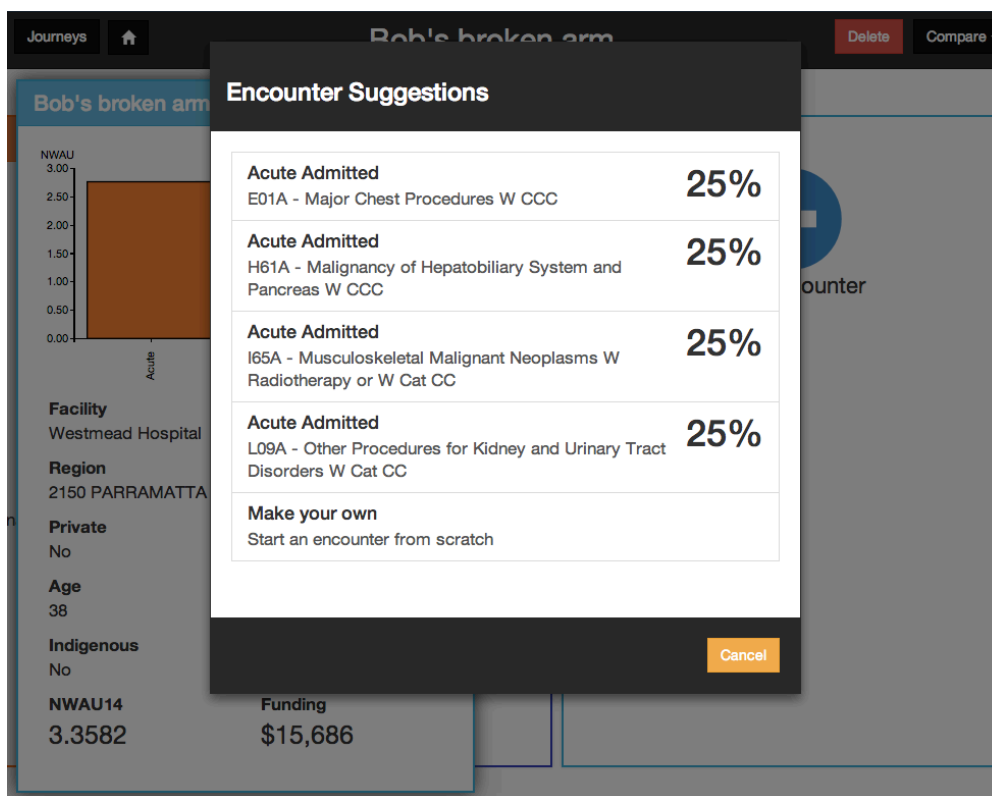 Journeys
Bob's broken arm
Delete
Compare
Bob's broken arm
NWAU
3.00
2.50
2.00
1.50
1.00
0.50
0.00
Acute
Facility
Westmead Hospital
Region
2150 PARRAMATTA
Private
No
Age
38
Indigenous
No
NWAU14
3.3582
Funding
$15,686
Encounter Suggestions
Acute Admitted
25%
E01A - Major Chest Procedures W CCC
Acute Admitted
25%
H61A - Malignancy of Hepatobiliary System and
Pancreas W CCC
Acute Admitted
25%
I65A - Musculoskeletal Malignant Neoplasms W
Radiotherapy or W Cat CC
Acute Admitted
25%
L09A - Other Procedures for Kidney and Urinary Tract
Disorders W Cat CC
Make your own
Start an encounter from scratch
Cancel
ounter